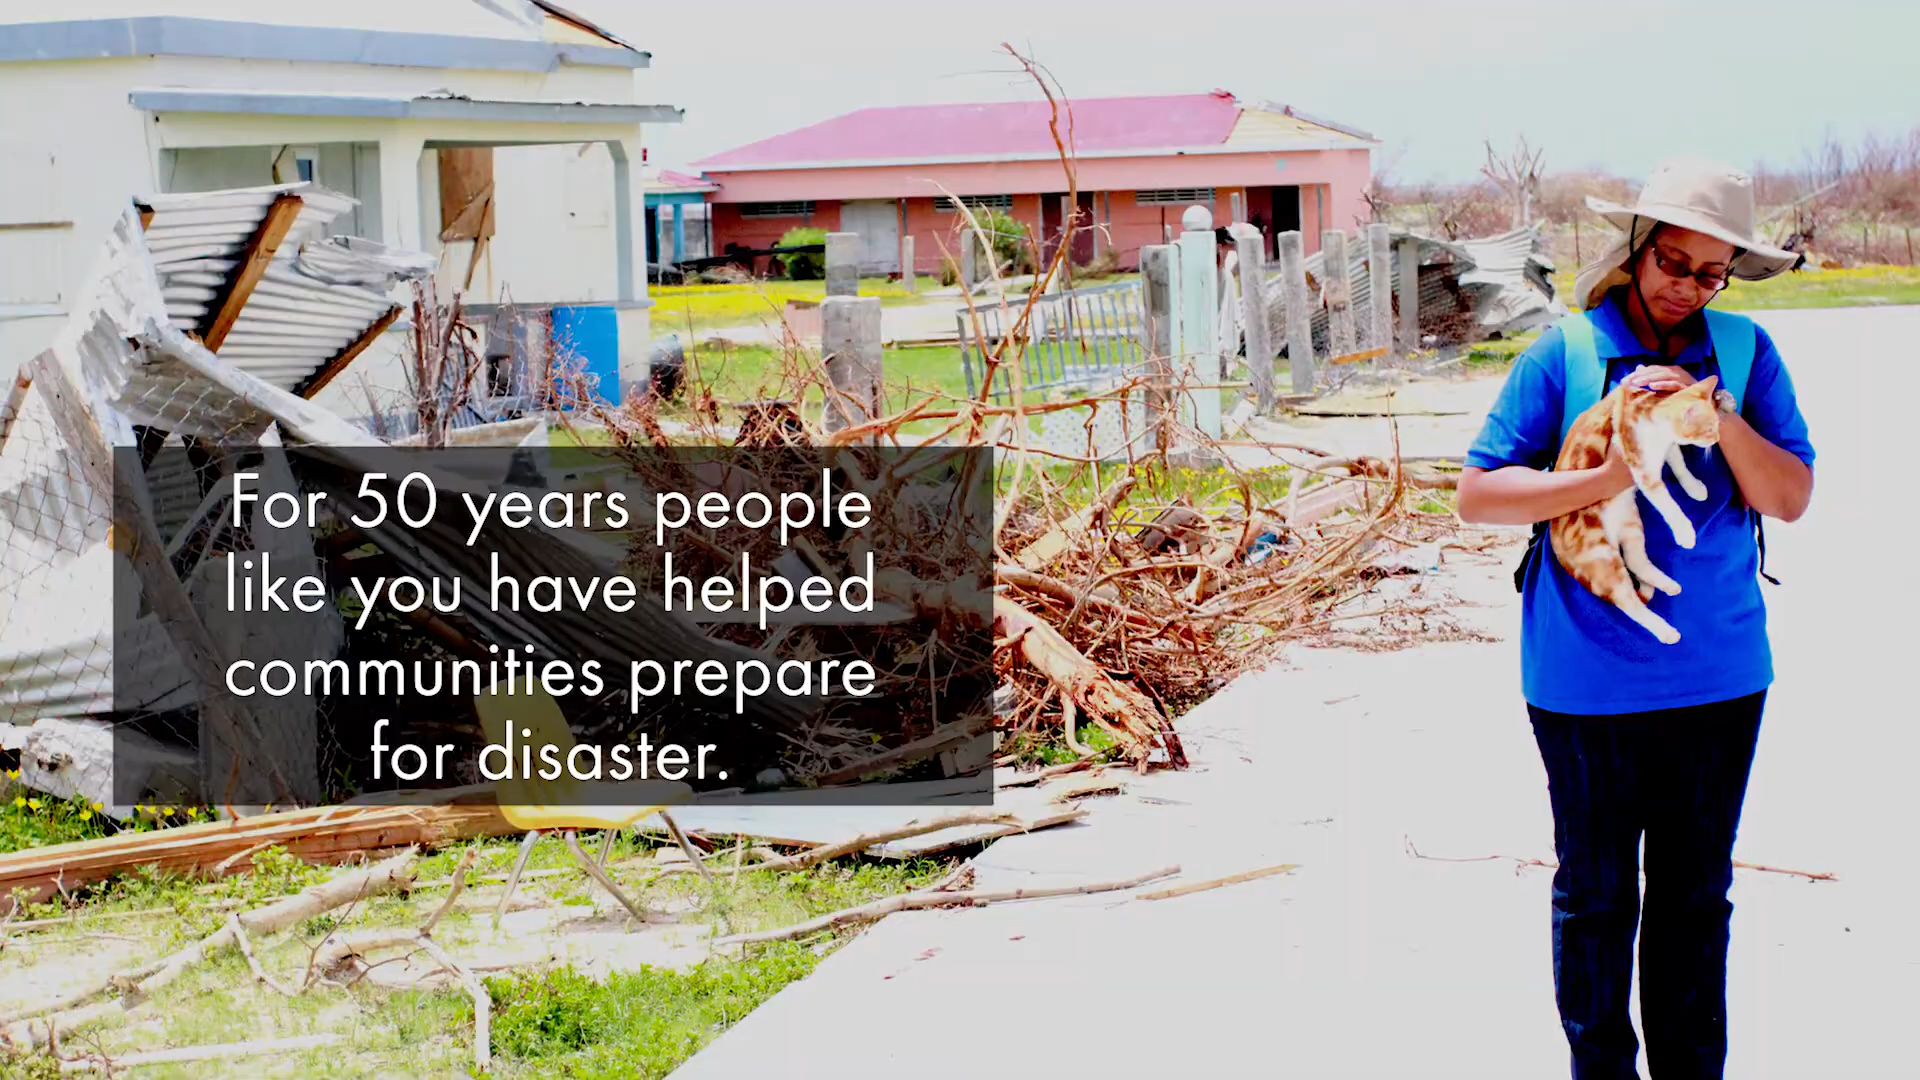 For 50 years people
like you have helped
communities prepare
for disaster.